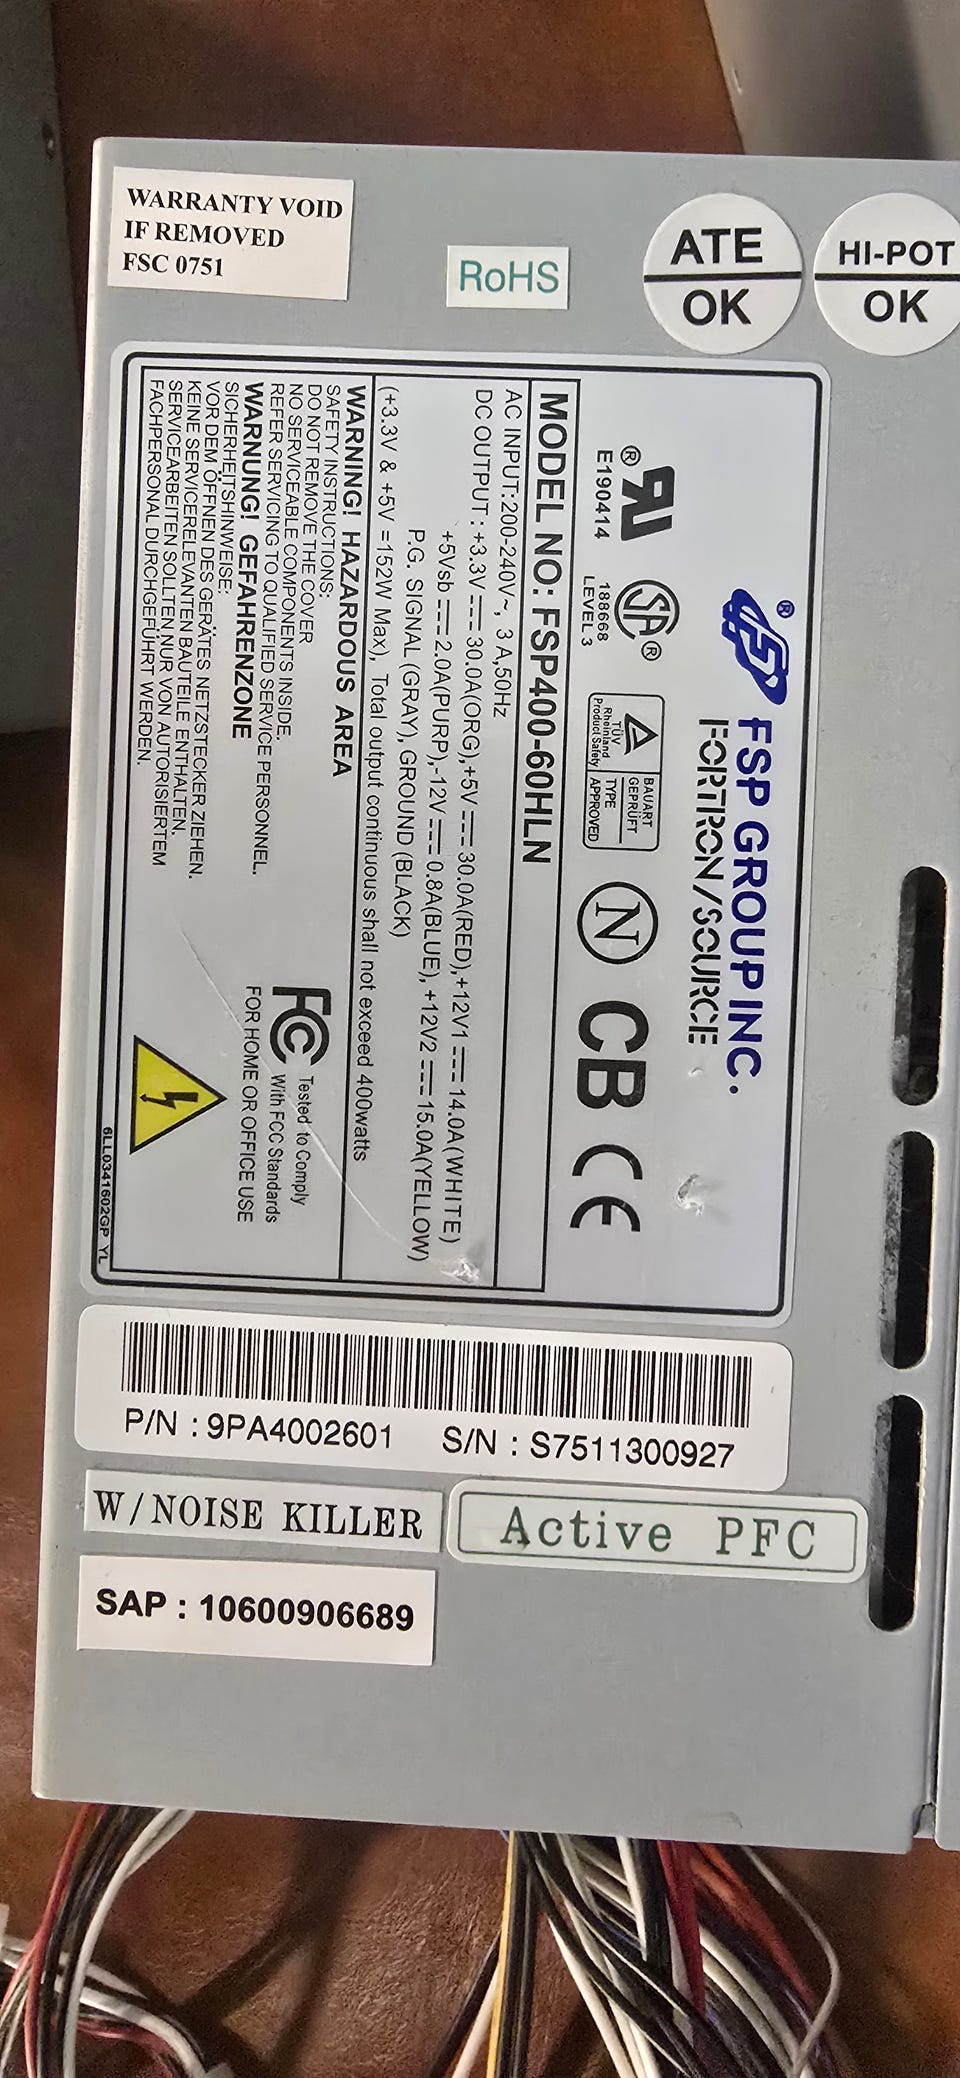 WARRANTY VOID
IF REMOVED
FSC 0751
RoHS
ATE
OK
HI-POT
OK
® FSP GROUP INC.
FORTRON/SOURCE
®
E190414
®
188668
LEVEL 3
TÜV
Rheinland
Product Safety
BAUART
GEPRÜFT
TYPE
APPROVED
N
CB
CE
MODEL NO: FSP400-60HLN
AC INPUT:200-240V~, 3 A,50Hz
DC OUTPUT : +3.3V ⎓ 30.0A(ORG),+5V ⎓ 30.0A(RED),+12V1 ⎓ 14.0A(WHITE)
+5Vsb ⎓ 2.0A(PURP),-12V ⎓ 0.8A(BLUE), +12V2 ⎓ 15.0A(YELLOW)
P.G. SIGNAL (GRAY), GROUND (BLACK)
(+3.3V & +5V =152W Max), Total output continuous shall not exceed 400watts
WARNING! HAZARDOUS AREA
SAFETY INSTRUCTIONS:
DO NOT REMOVE THE COVER
NO SERVICEABLE COMPONENTS INSIDE.
REFER SERVICING TO QUALIFIED SERVICE PERSONNEL.
WARNUNG! GEFAHRENZONE
SICHERHEITSHINWEISE:
VOR DEM ÖFFNEN DES GERÄTES NETZSTECKER ZIEHEN.
KEINE SERVICERELEVANTEN BAUTEILE ENTHALTEN.
SERVICEARBEITEN SOLLTEN NUR VON AUTORISIERTEM
FACHPERSONAL DURCHGEFÜHRT WERDEN.
FC Tested to Comply
With FCC Standards
FOR HOME OR OFFICE USE
6LL0341602GP YL
P/N : 9PA4002601 S/N : S7511300927
W/NOISE KILLER
Active PFC
SAP : 10600906689